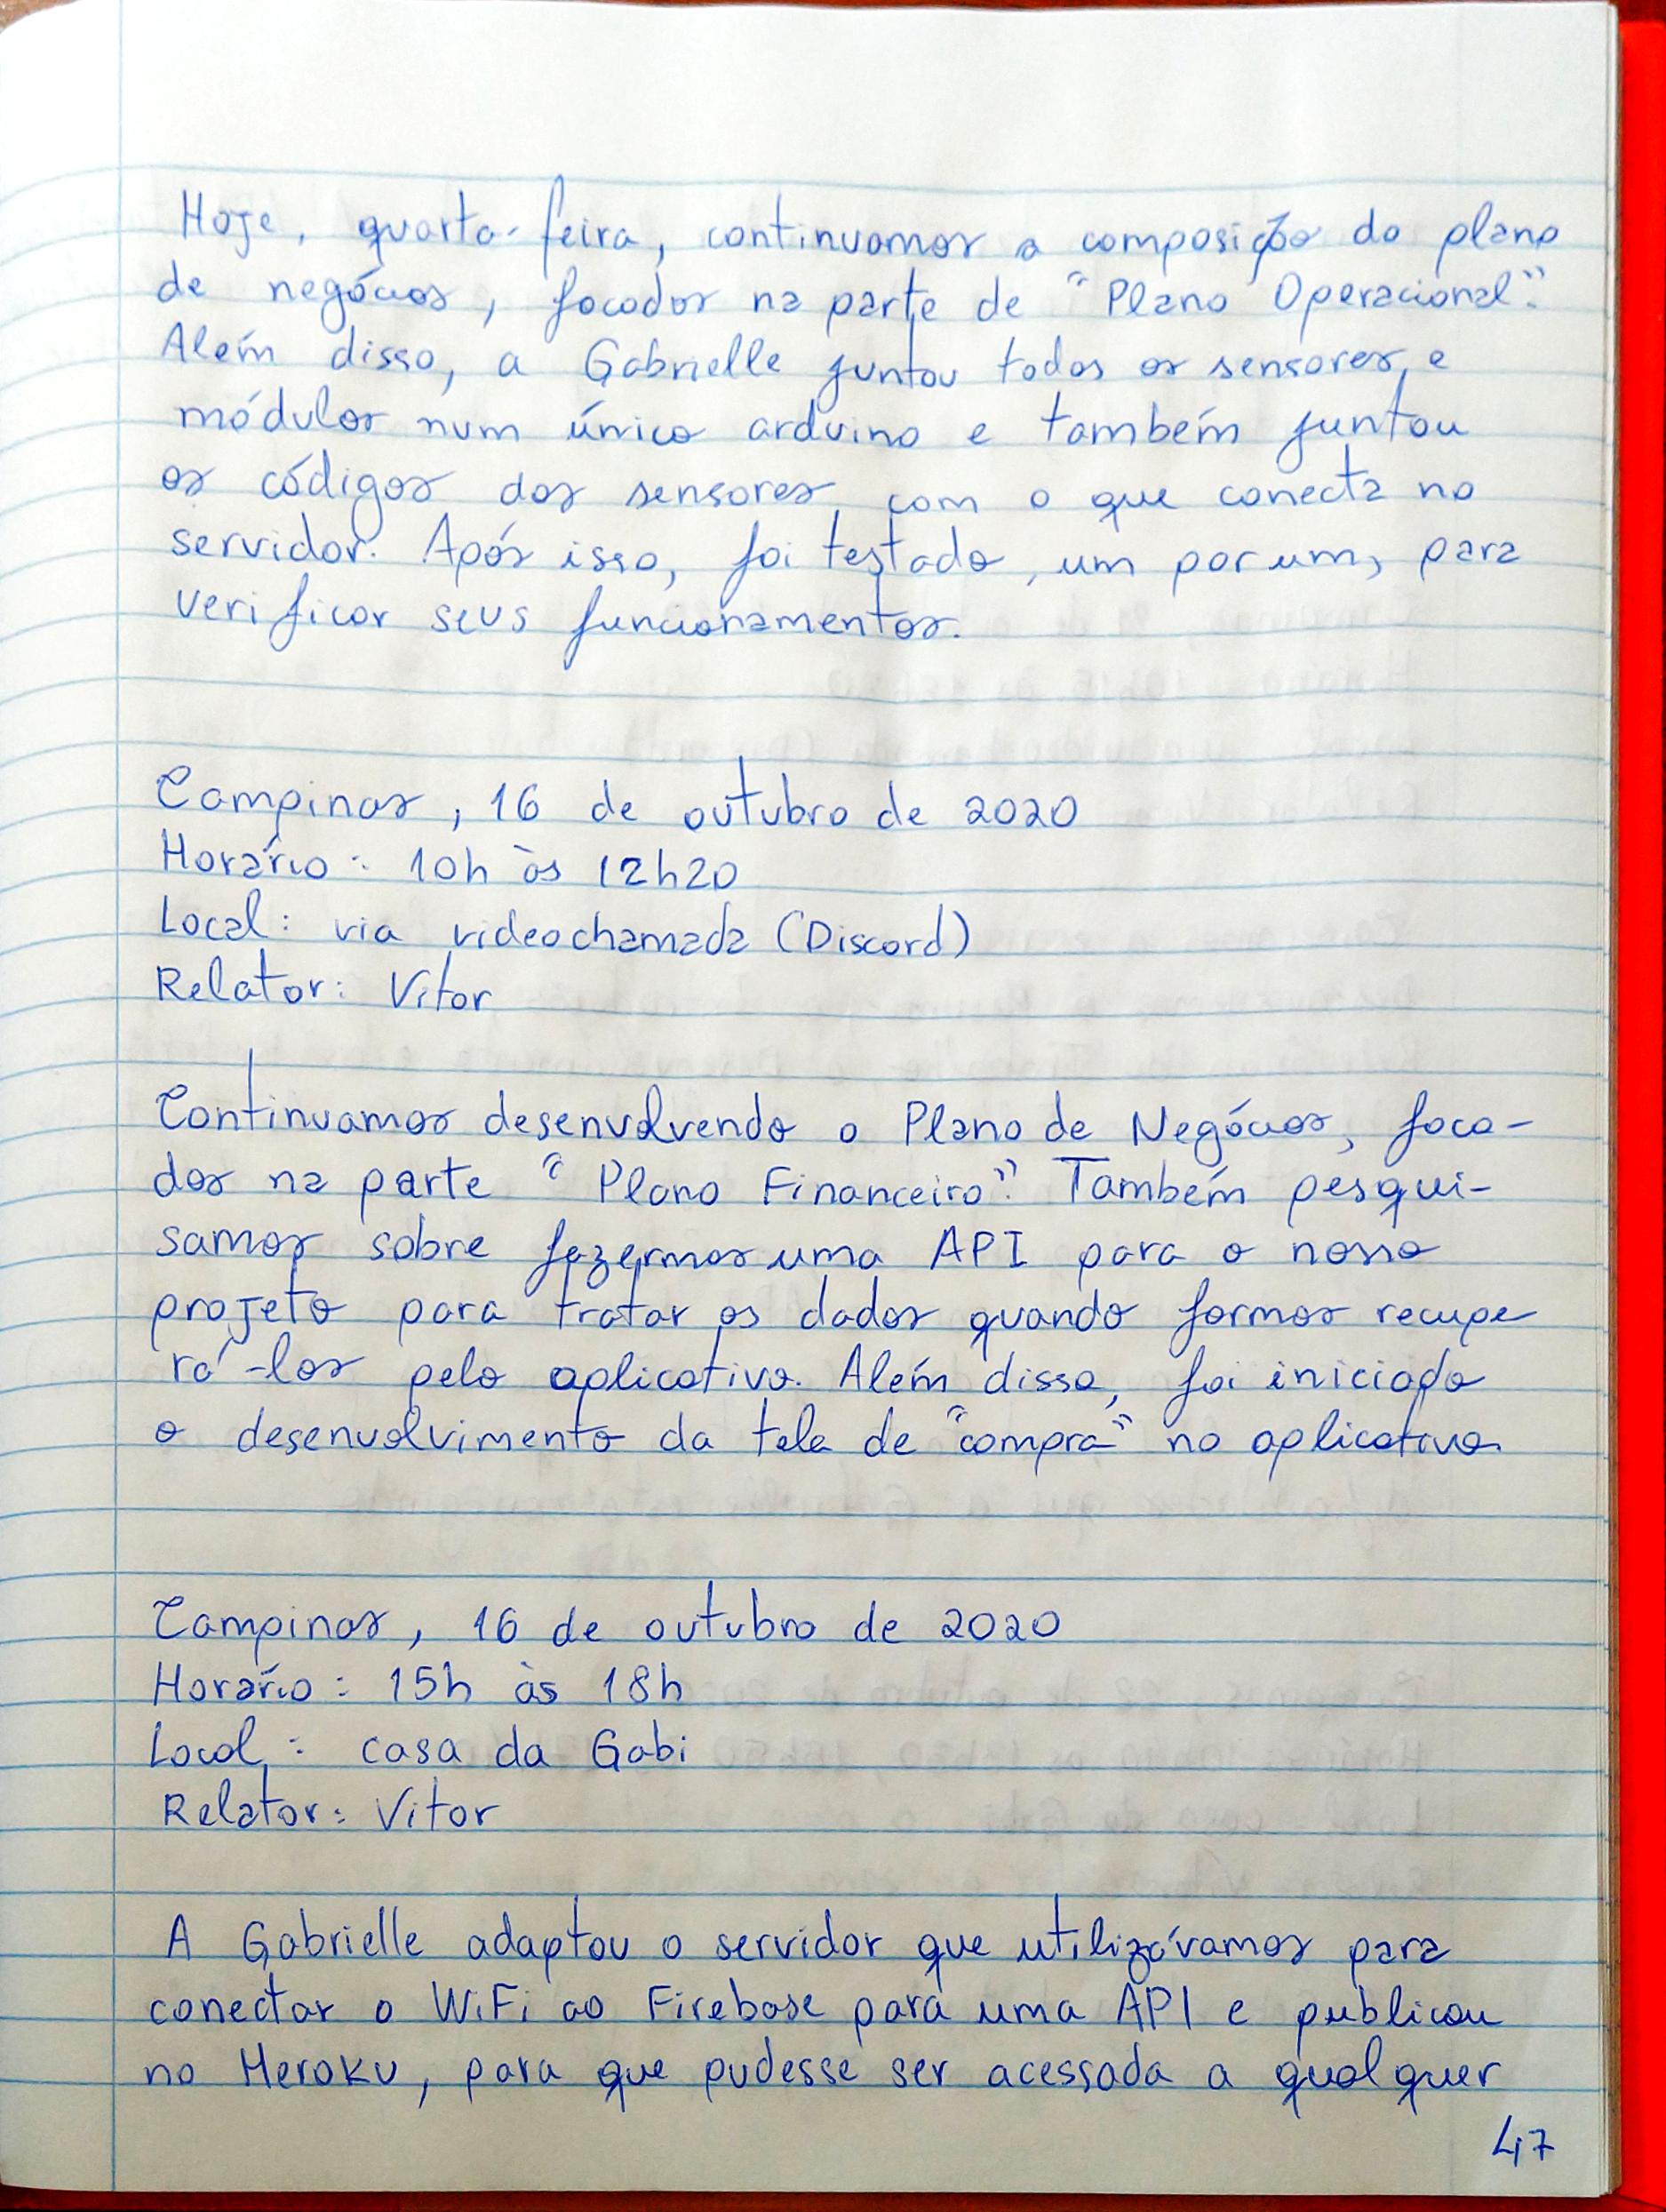 Hoje, quarta-feira, continuamos a composição do plano
de negócios, focados na parte de "Plano Operacional".
Além disso, a Gabrielle juntou todos os sensores e
módulos num único arduino e também juntou
os códigos dos sensores com o que conecta no
servidor. Após isso, foi testado, um por um, para
verificar seus funcionamentos.
Campinas, 16 de outubro de 2020
Horário: 10h às 12h20
Local: via videochamada (Discord)
Relator: Vitor
Continuamos desenvolvendo o Plano de Negócios, foca-
dos na parte "Plano Financeiro". Também pesqui-
samos sobre fazermos uma API para o nosso
projeto para tratar os dados quando formos recupe
rá-los pelo aplicativo. Além disso, foi iniciado
o desenvolvimento da tela de "compra" no aplicativo.
Campinas, 16 de outubro de 2020
Horário: 15h às 18h
Local: casa da Gabi
Relator: Vitor
A Gabrielle adaptou o servidor que utilizávamos para
conectar o WiFi ao Firebase para uma API e publicou
no Heroku, para que pudesse ser acessada a qualquer
47